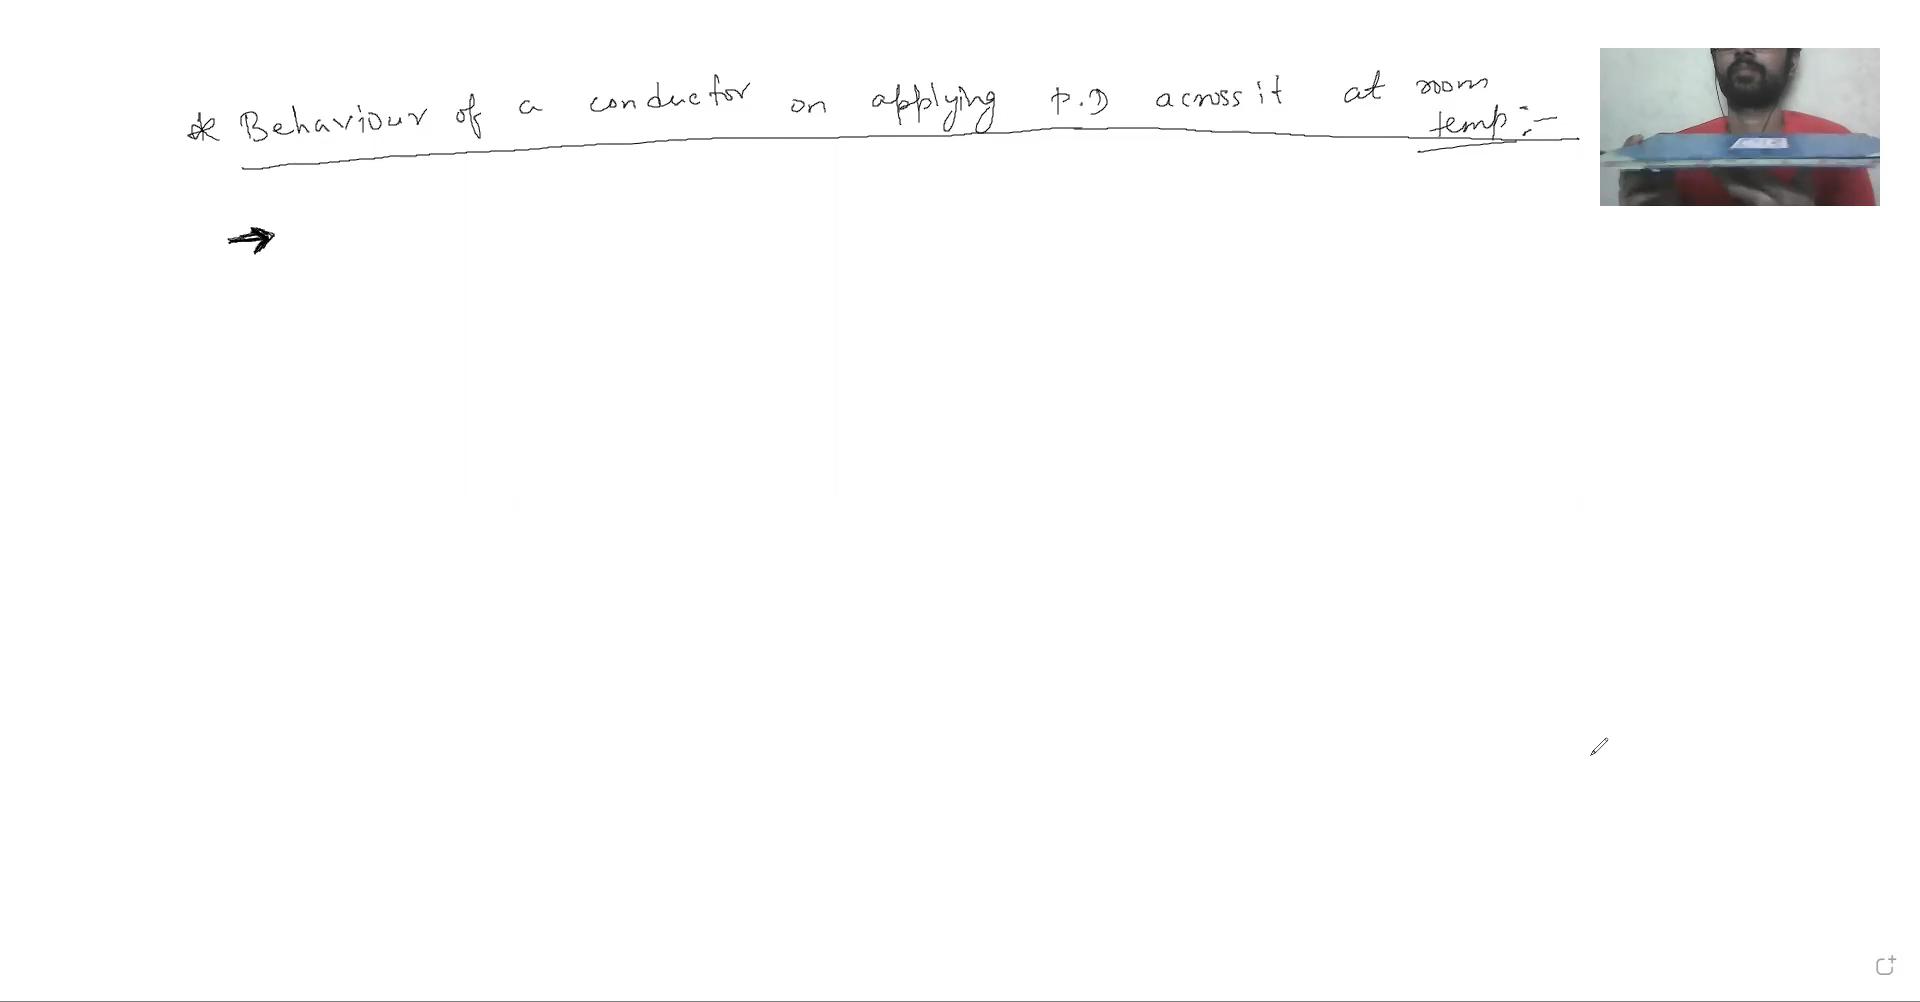 * Behaviour of a conductor on applying p.D across it at room
temp :-
→